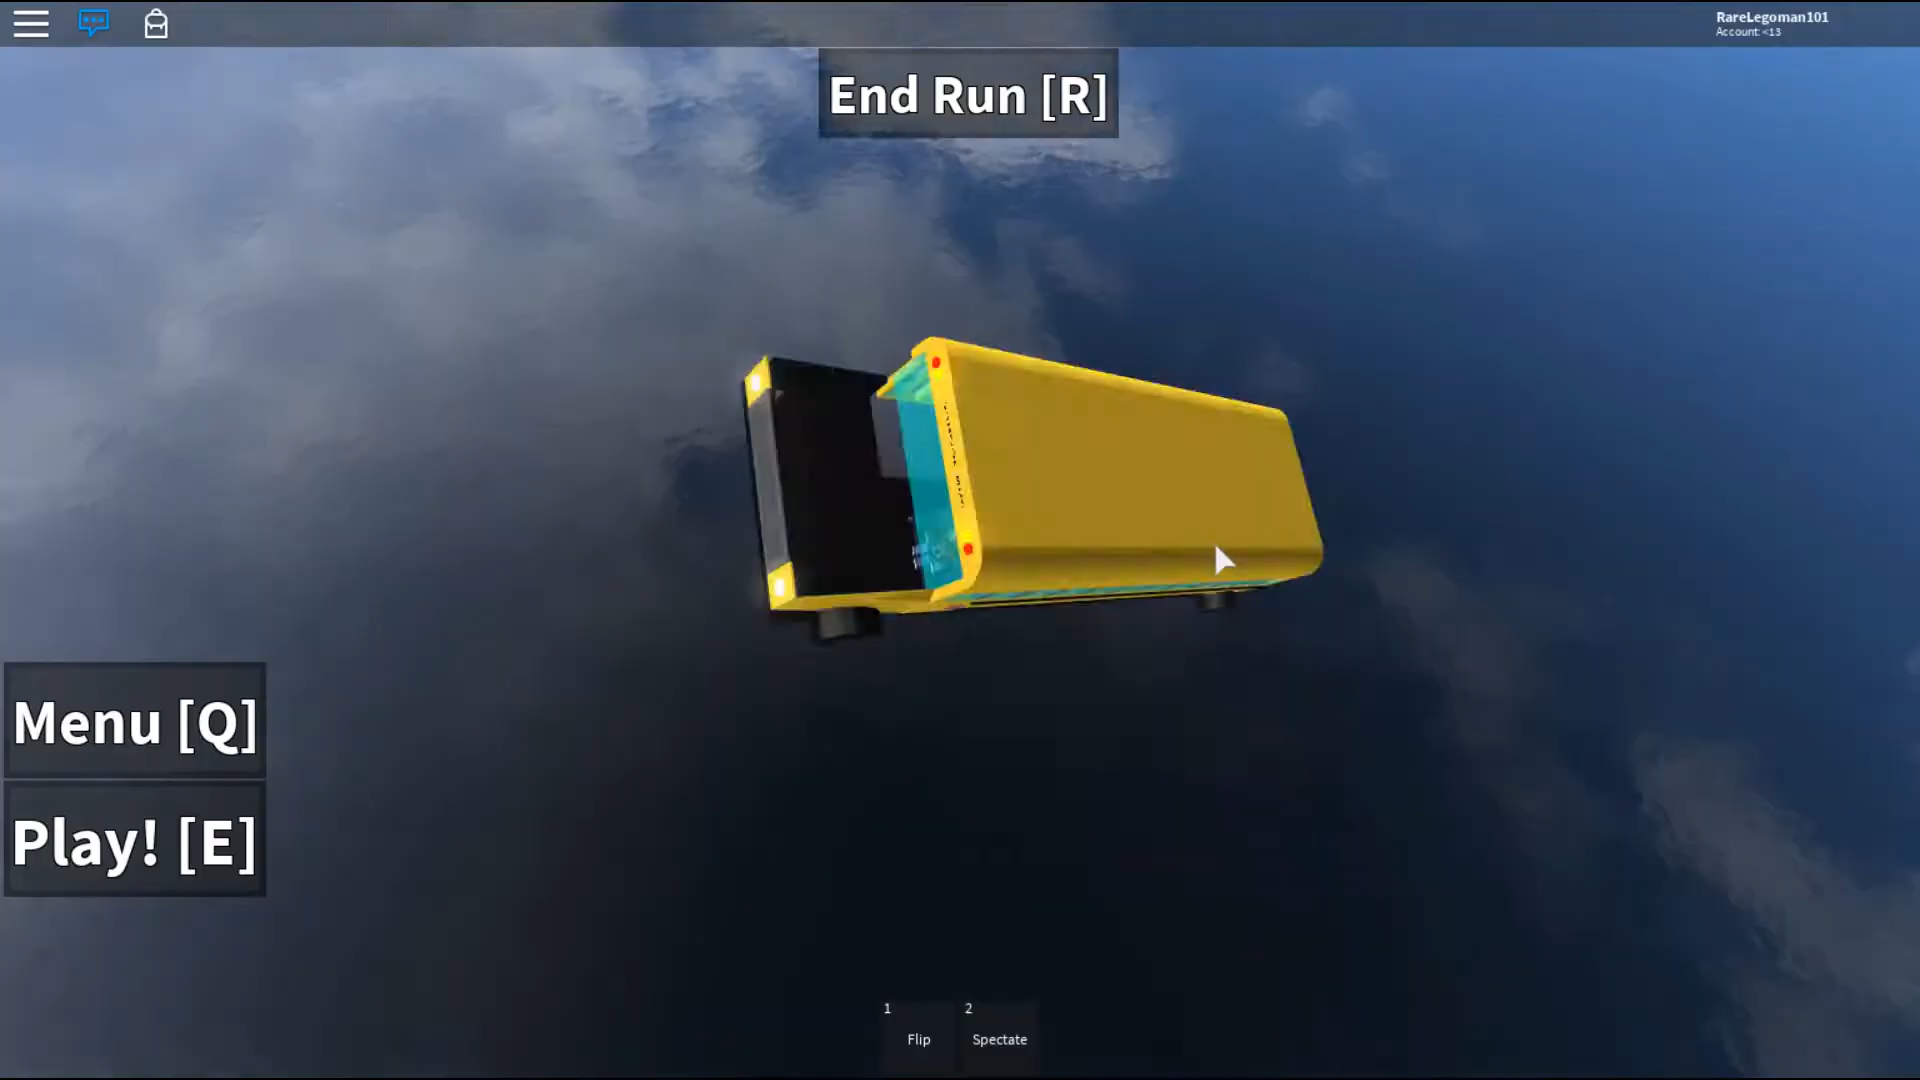 RareLegoman101
Account: <13
End Run [R]
Menu [Q]
Play! [E]
1
2
Flip
Spectate